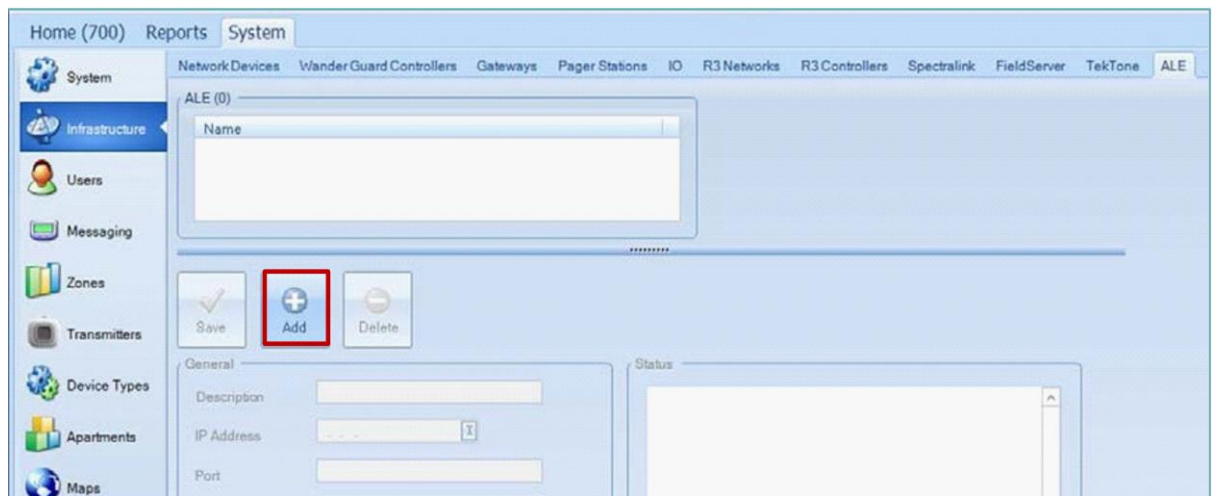 Home (700) Reports System
System
Network Devices Wander Guard Controllers Gateways Pager Stations IO R3 Networks R3 Controllers Spectralink FieldServer TekTone ALE
ALE (0)
Infrastructure
Name
Users
Messaging
Zones
Transmitters
Save Add Delete
General Status
Device Types
Description
Apartments
IP Address . . .
Port
Maps